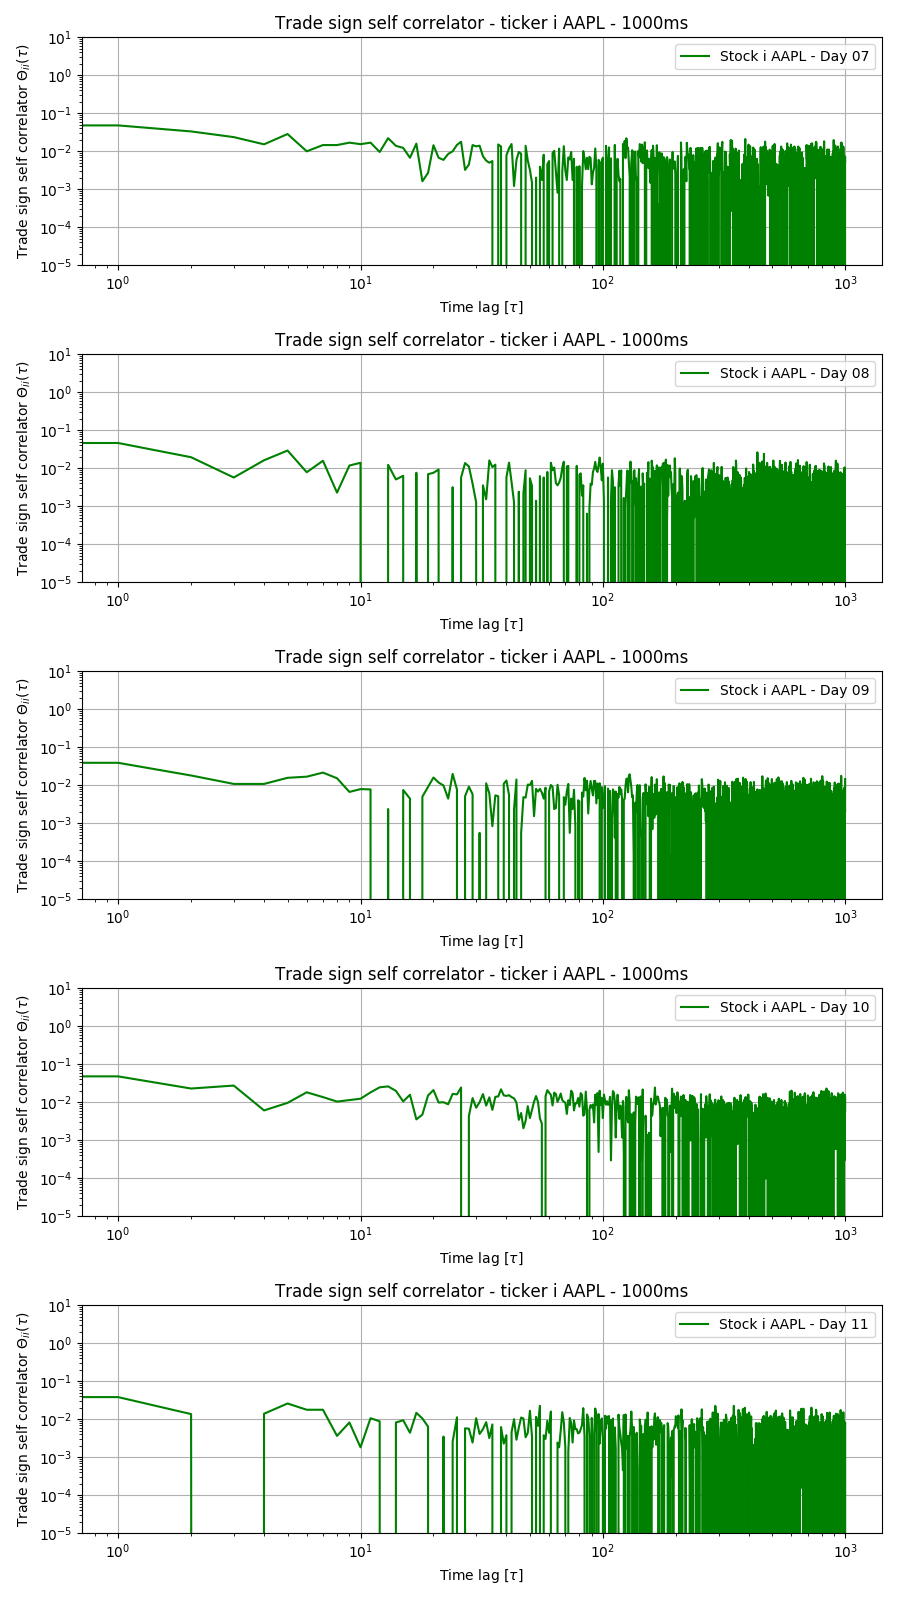 Trade sign self correlator - ticker i AAPL - 1000ms
Trade sign self correlator Θ_{ii}(τ)
10^1
10^0
10^{-1}
10^{-2}
10^{-3}
10^{-4}
10^{-5}
Stock i AAPL - Day 07
10^0 10^1 10^2 10^3
Time lag [τ]
Trade sign self correlator - ticker i AAPL - 1000ms
Trade sign self correlator Θ_{ii}(τ)
10^1
10^0
10^{-1}
10^{-2}
10^{-3}
10^{-4}
10^{-5}
Stock i AAPL - Day 08
10^0 10^1 10^2 10^3
Time lag [τ]
Trade sign self correlator - ticker i AAPL - 1000ms
Trade sign self correlator Θ_{ii}(τ)
10^1
10^0
10^{-1}
10^{-2}
10^{-3}
10^{-4}
10^{-5}
Stock i AAPL - Day 09
10^0 10^1 10^2 10^3
Time lag [τ]
Trade sign self correlator - ticker i AAPL - 1000ms
Trade sign self correlator Θ_{ii}(τ)
10^1
10^0
10^{-1}
10^{-2}
10^{-3}
10^{-4}
10^{-5}
Stock i AAPL - Day 10
10^0 10^1 10^2 10^3
Time lag [τ]
Trade sign self correlator - ticker i AAPL - 1000ms
Trade sign self correlator Θ_{ii}(τ)
10^1
10^0
10^{-1}
10^{-2}
10^{-3}
10^{-4}
10^{-5}
Stock i AAPL - Day 11
10^0 10^1 10^2 10^3
Time lag [τ]